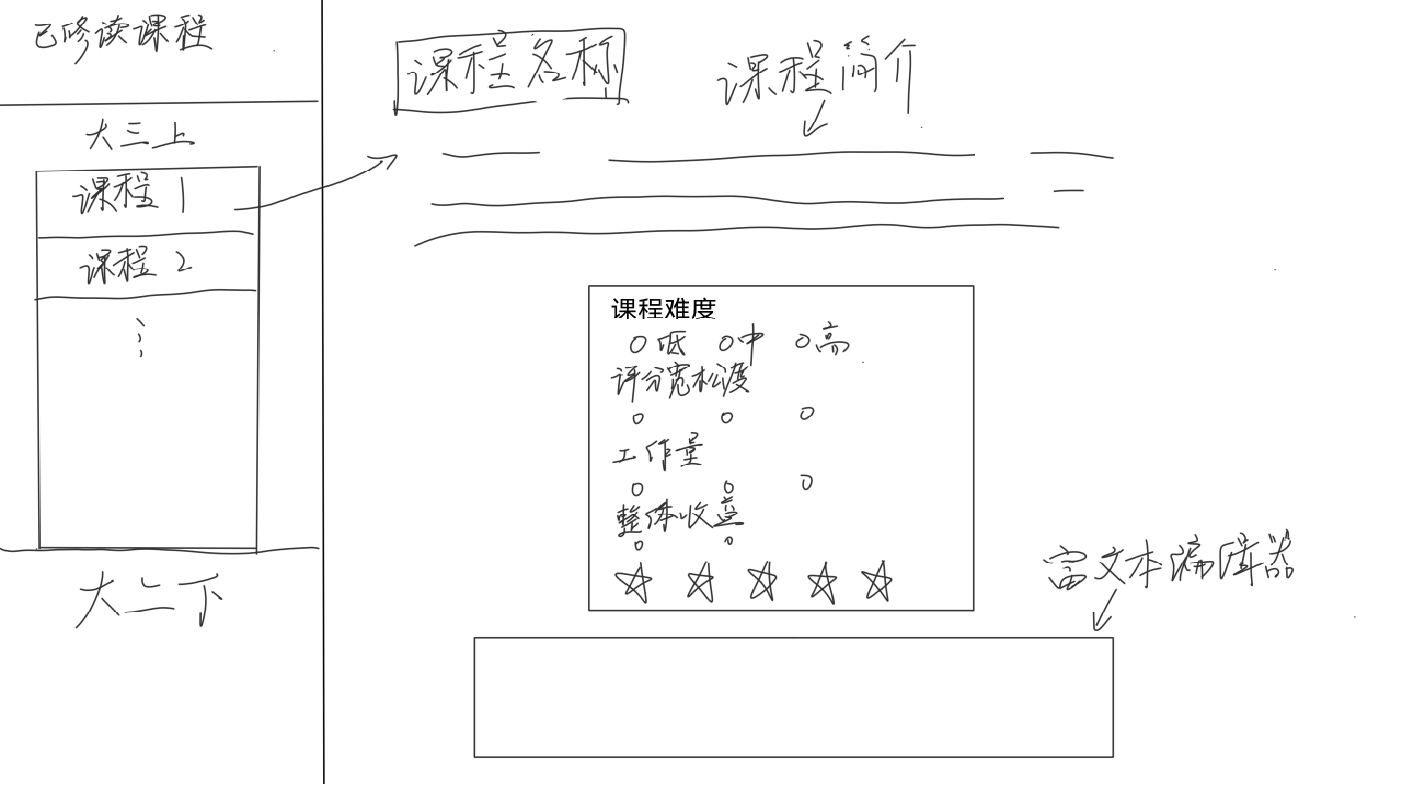 已修读课程
大三上
课程 1
课程 2
大二下
课程名称
课程简介
课程难度
○低 ○中 ○高
评分宽松度
工作量
整体收益
富文本编辑器